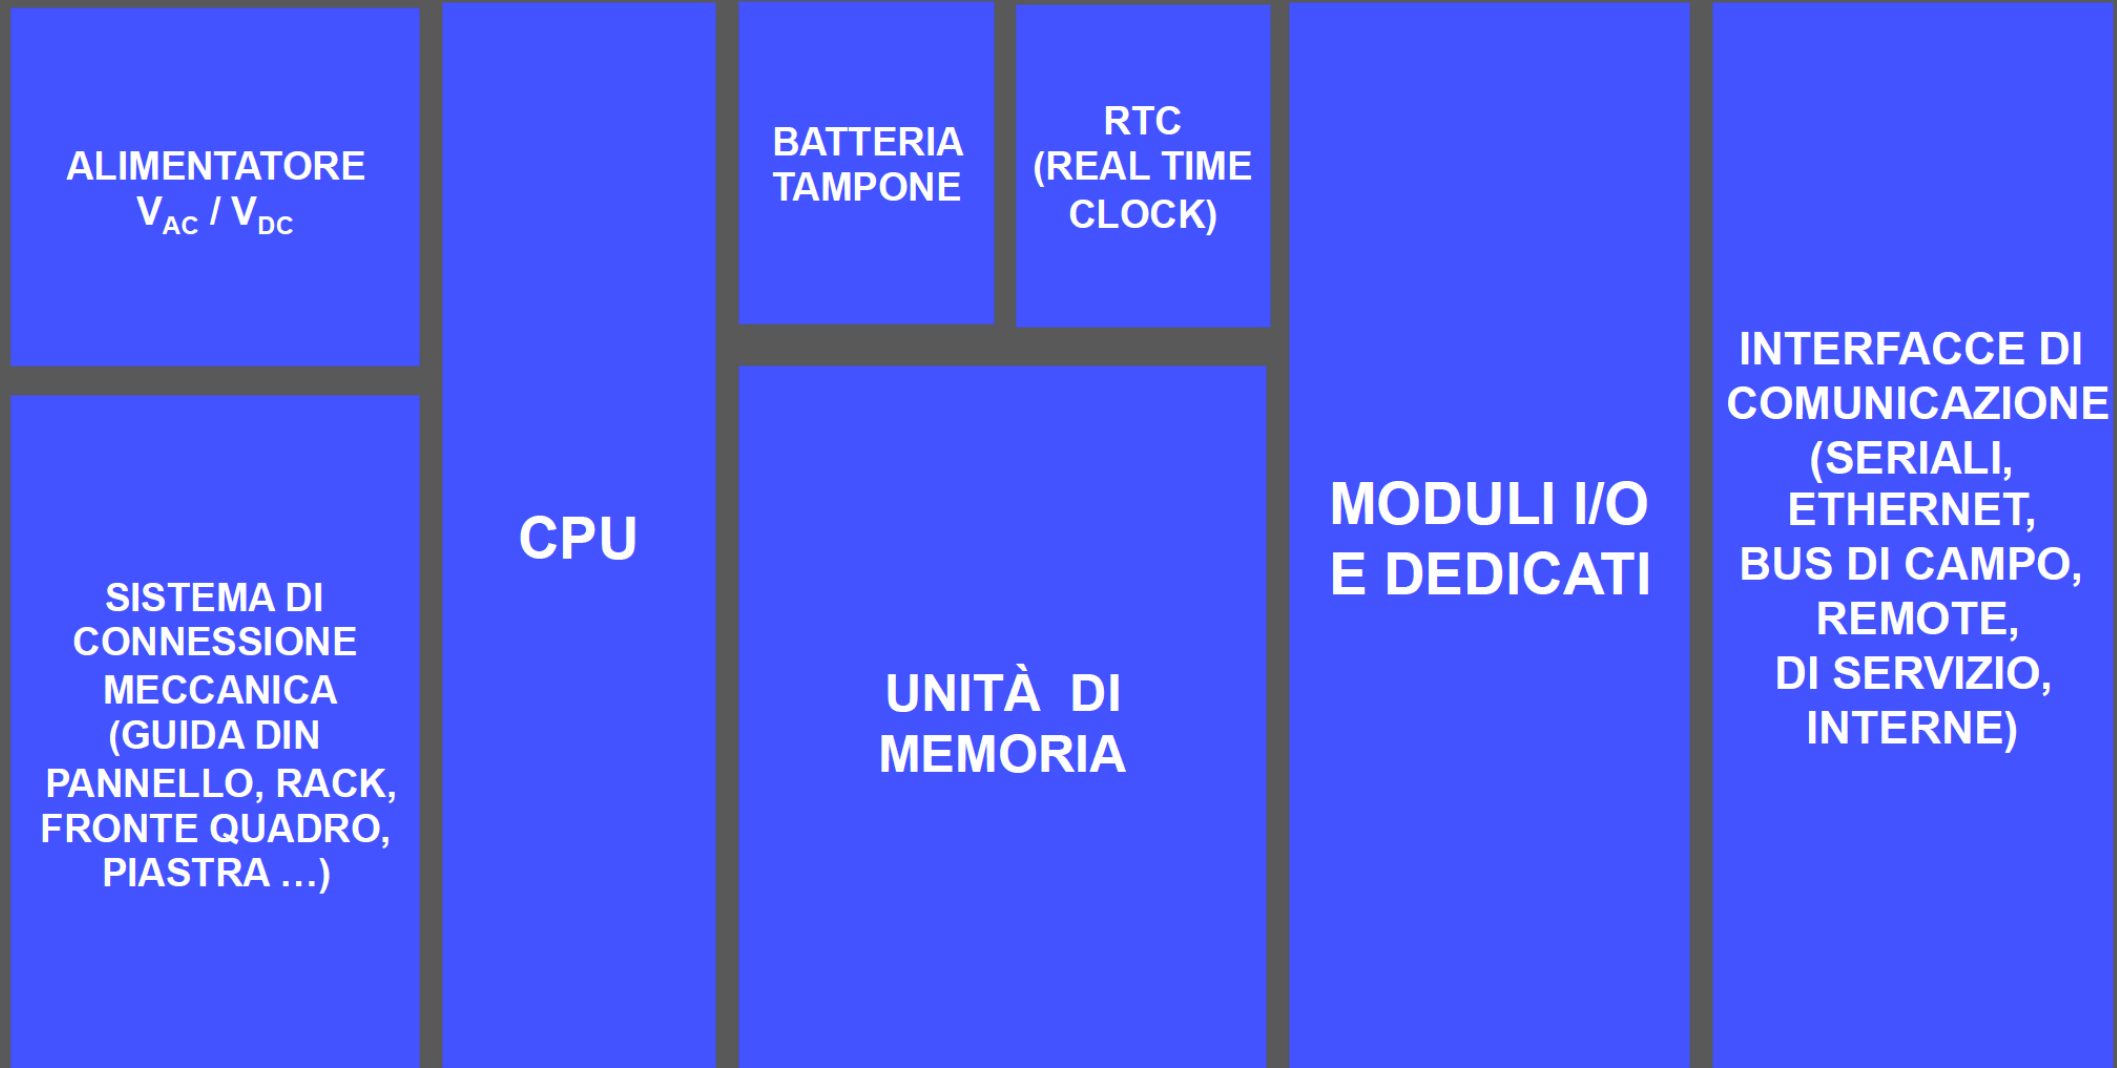 ALIMENTATORE
VAC / VDC
SISTEMA DI
CONNESSIONE
MECCANICA
(GUIDA DIN
PANNELLO, RACK,
FRONTE QUADRO,
PIASTRA …)
CPU
BATTERIA
TAMPONE
RTC
(REAL TIME
CLOCK)
UNITÀ DI
MEMORIA
MODULI I/O
E DEDICATI
INTERFACCE DI
COMUNICAZIONE
(SERIALI,
ETHERNET,
BUS DI CAMPO,
REMOTE,
DI SERVIZIO,
INTERNE)